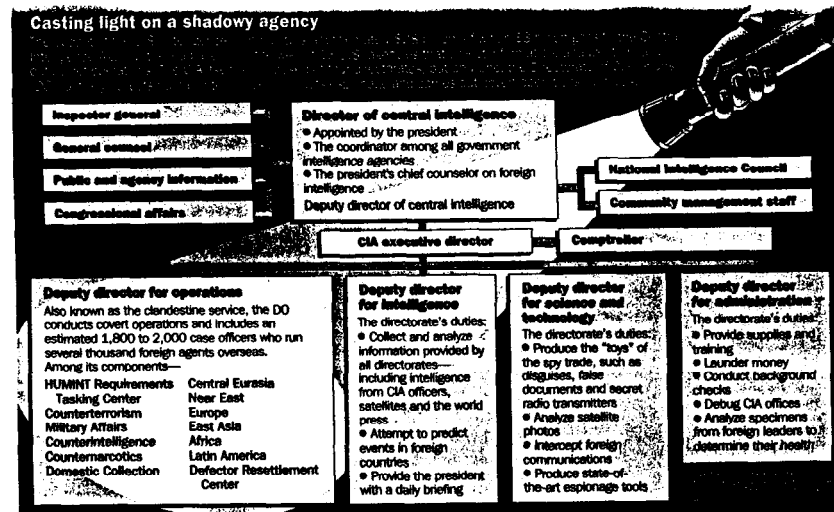 Casting light on a shadowy agency
Inspector general
General counsel
Public and agency information
Congressional affairs
Director of central intelligence
• Appointed by the president
• The coordinator among all government
intelligence agencies
• The president's chief counselor on foreign
intelligence
Deputy director of central intelligence
National Intelligence Council
Community management staff
CIA executive director
Comptroller
Deputy director for operations
Also known as the clandestine service, the DO
conducts covert operations and includes an
estimated 1,800 to 2,000 case officers who run
several thousand foreign agents overseas.
Among its components—
HUMINT Requirements
Tasking Center
Counterterrorism
Military Affairs
Counterintelligence
Counternarcotics
Domestic Collection
Central Eurasia
Near East
Europe
East Asia
Africa
Latin America
Defector Resettlement
Center
Deputy director
for intelligence
The directorate's duties:
• Collect and analyze
information provided by
all directorates—
including intelligence
from CIA officers,
satellites and the world
press
• Attempt to predict
events in foreign
countries
• Provide the president
with a daily briefing
Deputy director
for science and
technology
The directorate's duties:
• Produce the "toys" of
the spy trade, such as
disguises, false
documents and secret
radio transmitters
• Analyze satellite
photos
• Intercept foreign
communications
• Produce state-of-
the-art espionage tools
Deputy director
for administration
The directorate's duties:
• Provide supplies and
training
• Launder money
• Conduct background
checks
• Debug CIA offices
• Analyze specimens
from foreign leaders to
determine their health